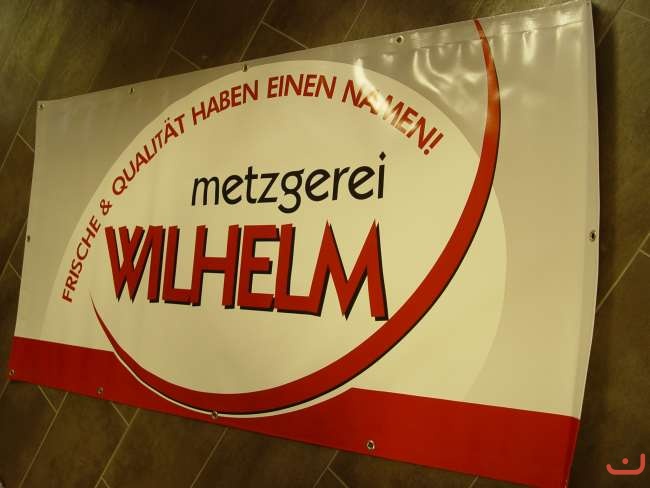 FRISCHE & QUALITÄT HABEN EINEN NAMEN!
metzgerei
WILHELM